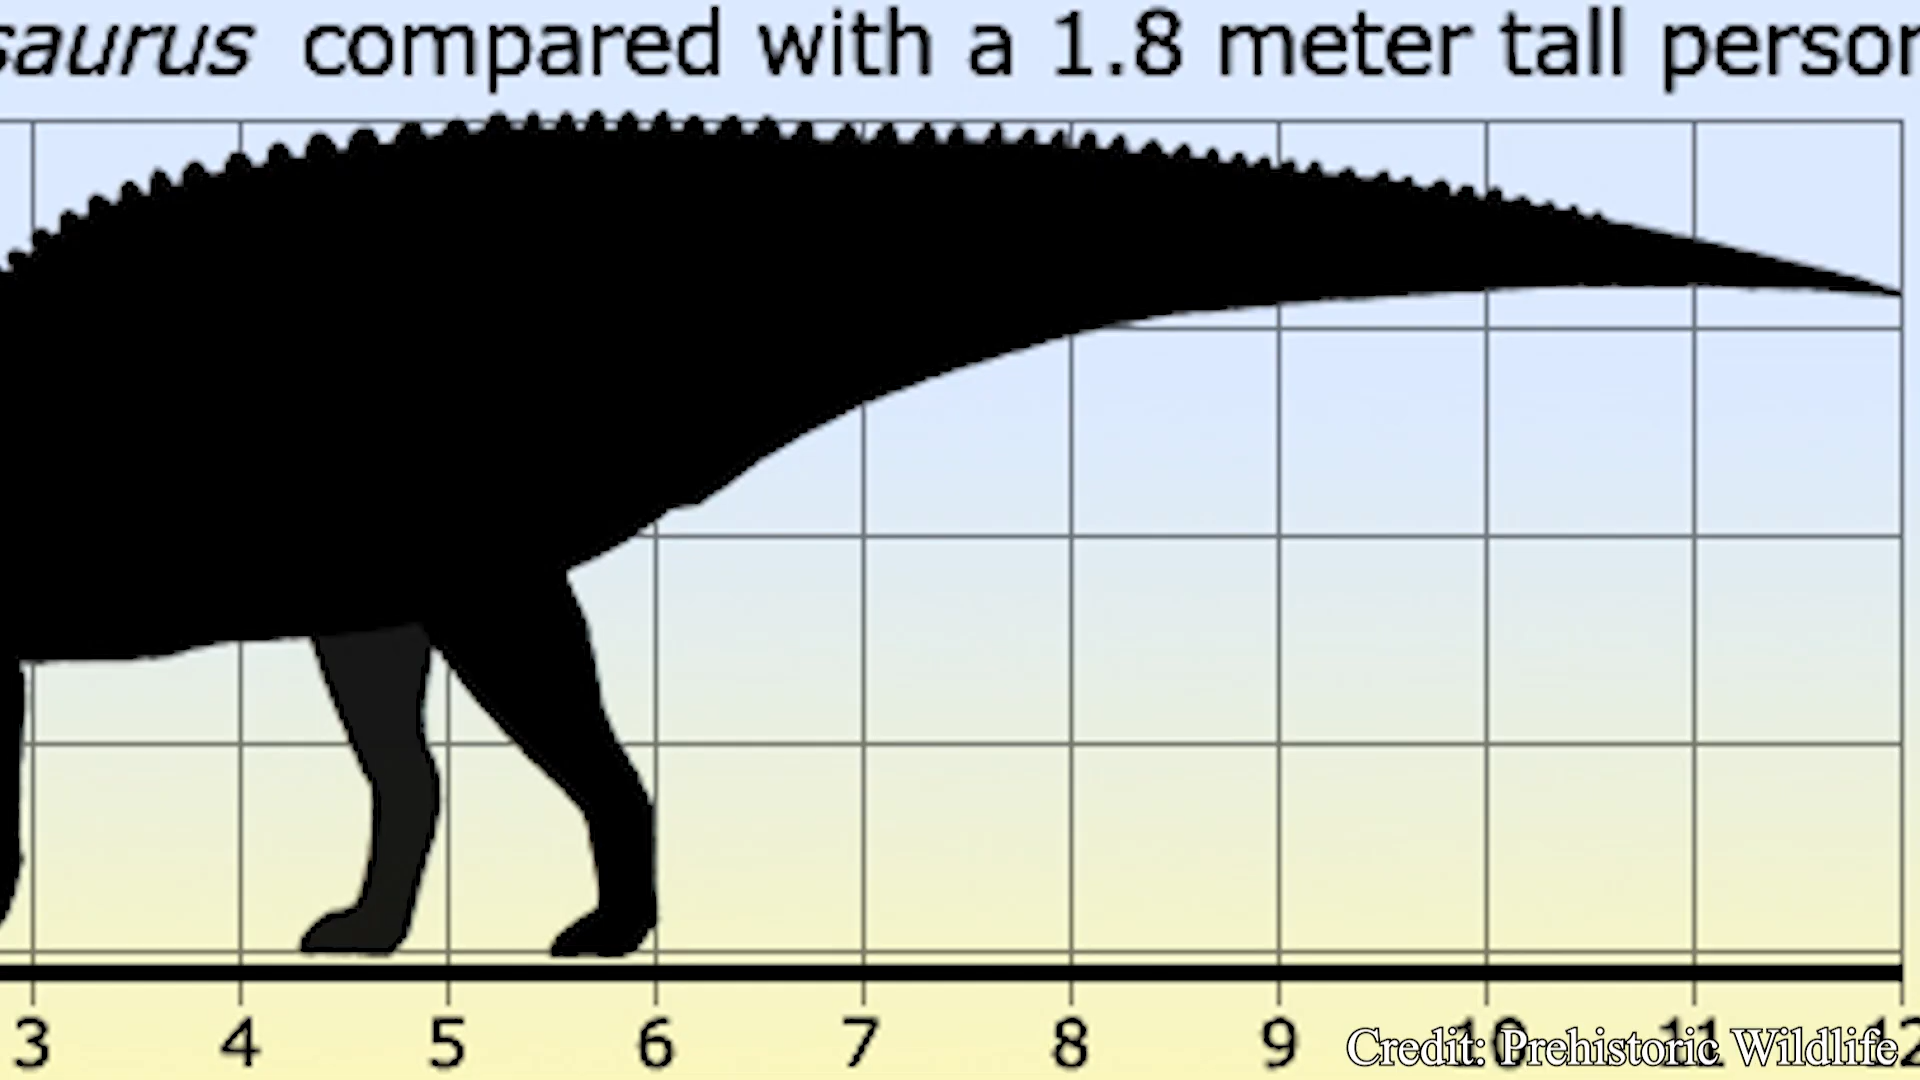 saurus compared with a 1.8 meter tall person
3 4 5 6 7 8 9 10 11 12
Credit: Prehistoric Wildlife